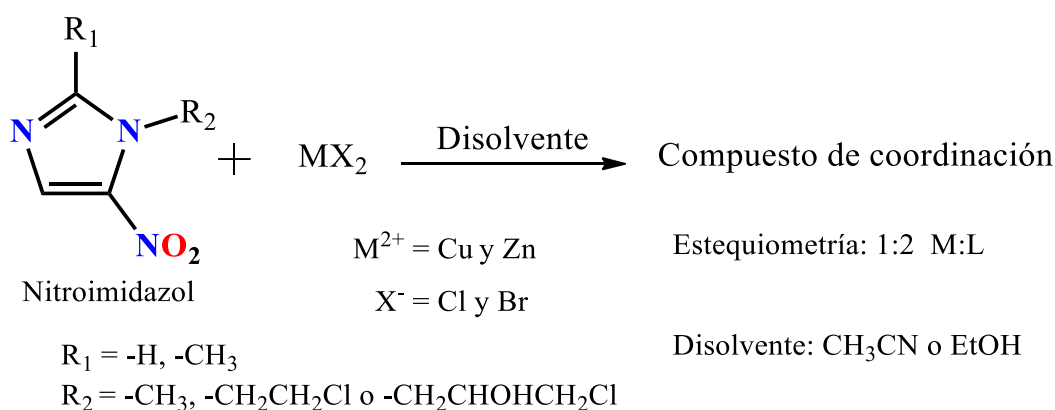 R₁
N
N
R₂
NO₂
Nitroimidazol
+
MX₂
Disolvente
Compuesto de coordinación
M²⁺ = Cu y Zn
X⁻ = Cl y Br
Estequiometría: 1:2 M:L
Disolvente: CH₃CN o EtOH
R₁ = -H, -CH₃
R₂ = -CH₃, -CH₂CH₂Cl o -CH₂CHOHCH₂Cl